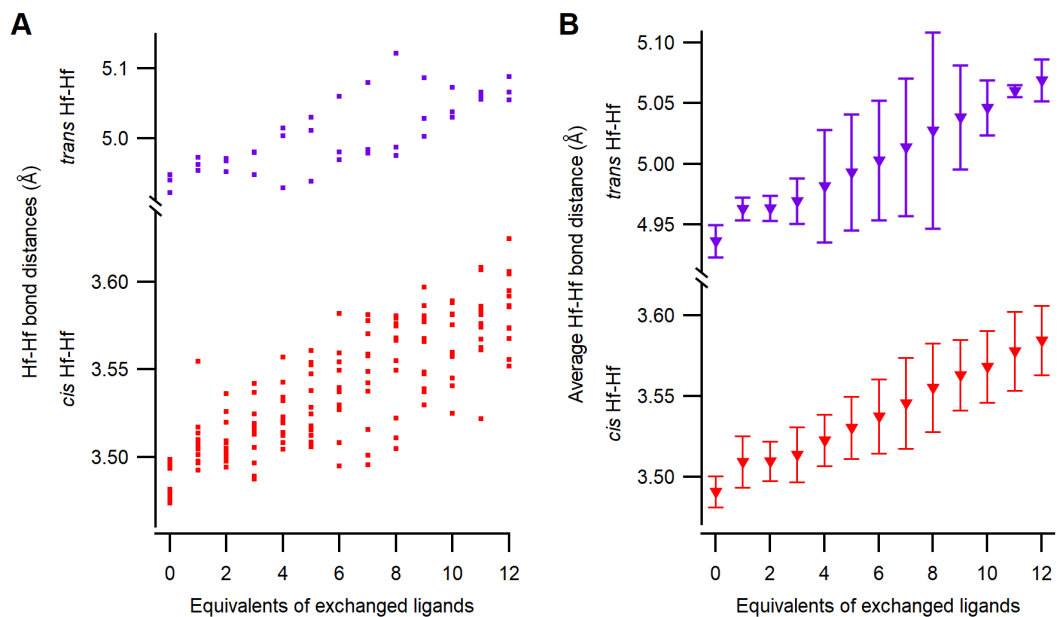 A
Hf-Hf bond distances (Å)
trans Hf-Hf
cis Hf-Hf
5.1
5.0
3.60
3.55
3.50
0 2 4 6 8 10 12
Equivalents of exchanged ligands
B
Average Hf-Hf bond distance (Å)
trans Hf-Hf
cis Hf-Hf
5.10
5.05
5.00
4.95
3.60
3.55
3.50
0 2 4 6 8 10 12
Equivalents of exchanged ligands